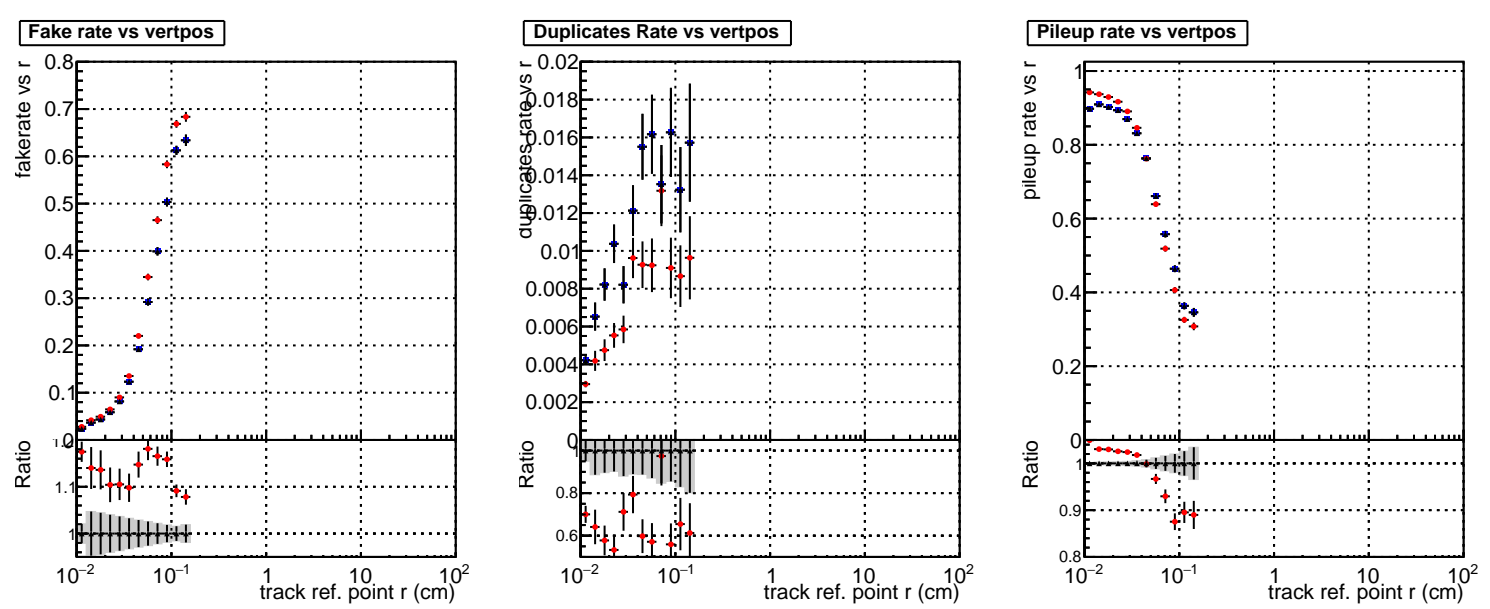 Fake rate vs vertpos
fakerate vs r
0.8
0.7
0.6
0.5
0.4
0.3
0.2
0.1
0
Ratio
1.1
1
10⁻² 10⁻¹ 1 10 10²
track ref. point r (cm)
Duplicates Rate vs vertpos
duplicates rate vs r
0.02
0.018
0.016
0.014
0.012
0.01
0.008
0.006
0.004
0.002
0
Ratio
1
0.8
0.6
10⁻² 10⁻¹ 1 10 10²
track ref. point r (cm)
Pileup rate vs vertpos
pileup rate vs r
1
0.8
0.6
0.4
0.2
0
Ratio
1
0.9
0.8
10⁻² 10⁻¹ 1 10 10²
track ref. point r (cm)